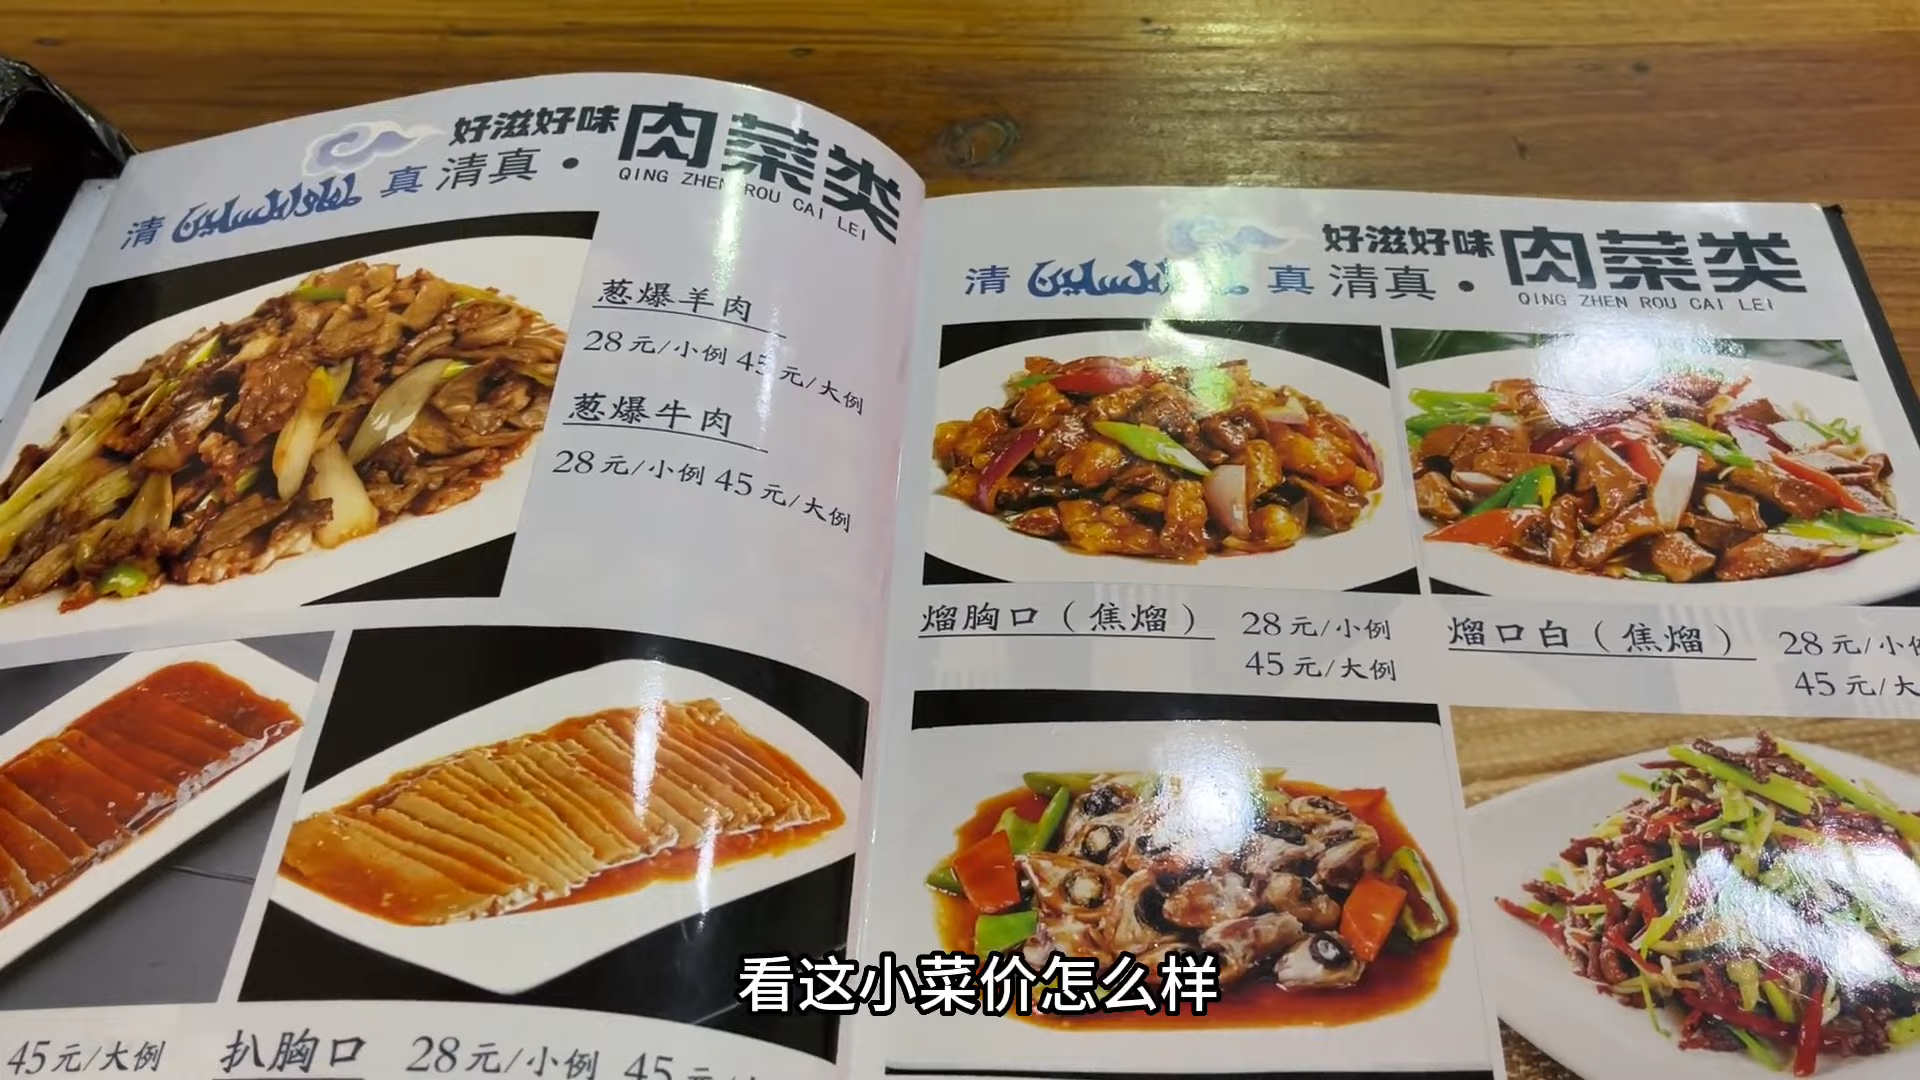 好滋好味 肉菜类
清 真 清真·
QING ZHEN ROU CAI LEI
葱爆羊肉
28元/小例 45元/大例
葱爆牛肉
28元/小例 45元/大例
45元/大例
扒胸口 28元/小例 45
好滋好味 肉菜类
清 真 清真·
QING ZHEN ROU CAI LEI
熘胸口（焦熘） 28元/小例
45元/大例
熘口白（焦熘） 28元/小
45元/大
看这小菜价怎么样